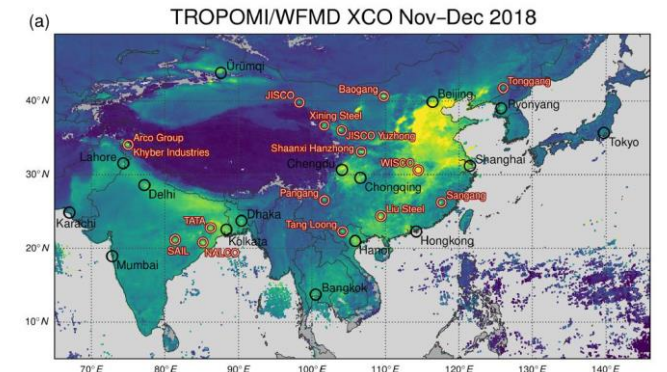 (a)
TROPOMI/WFMD XCO Nov-Dec 2018
Ürümqi
Tonggang
Baogang
Beijing
JISCO
40°N
Pyonyang
Xining Steel
JISCO Yuzhong
Arco Group
Khyber Industries
Tokyo
Shaanxi Hanzhong
Lahore
Chengdu
WISCO
Shanghai
30°N
Chongqing
Delhi
Pangang
Sangang
Karachi
Dhaka
Liu Steel
TATA
Tang Loong
Kolkata
Hongkong
SAIL
NALCO
Hanoi
20°N
Mumbai
Bangkok
10°N
70°E 80°E 90°E 100°E 110°E 120°E 130°E 140°E